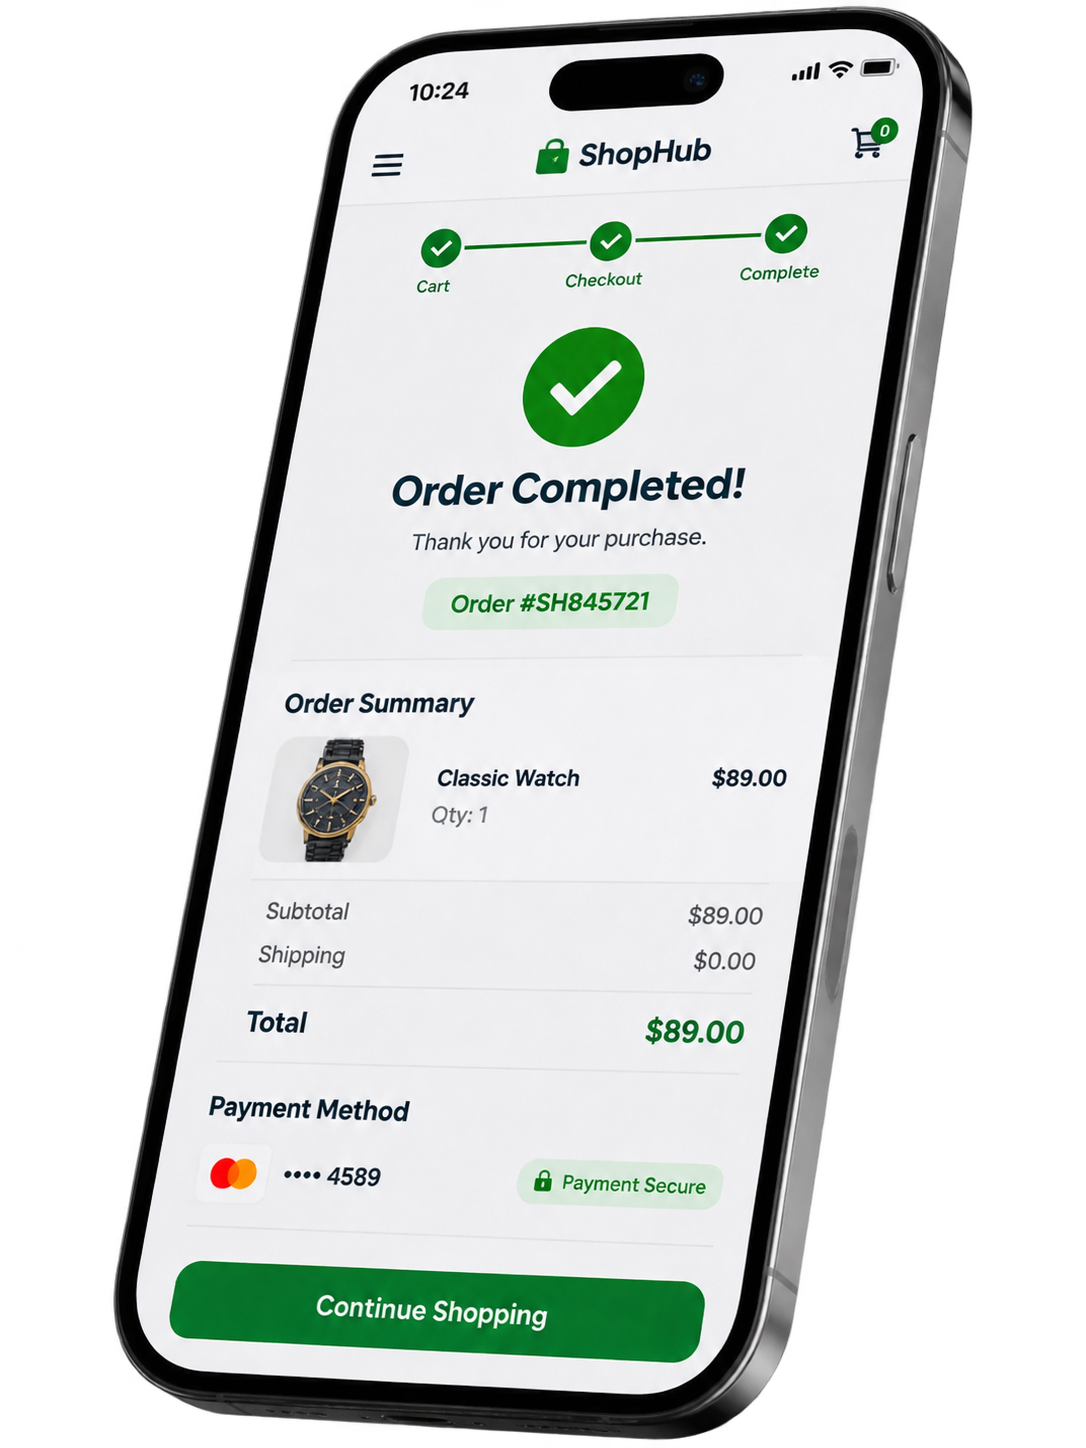 10:24
ShopHub
0
Cart Checkout Complete
Order Completed!
Thank you for your purchase.
Order #SH845721
Order Summary
Classic Watch $89.00
Qty: 1
Subtotal $89.00
Shipping $0.00
Total $89.00
Payment Method
•••• 4589 Payment Secure
Continue Shopping